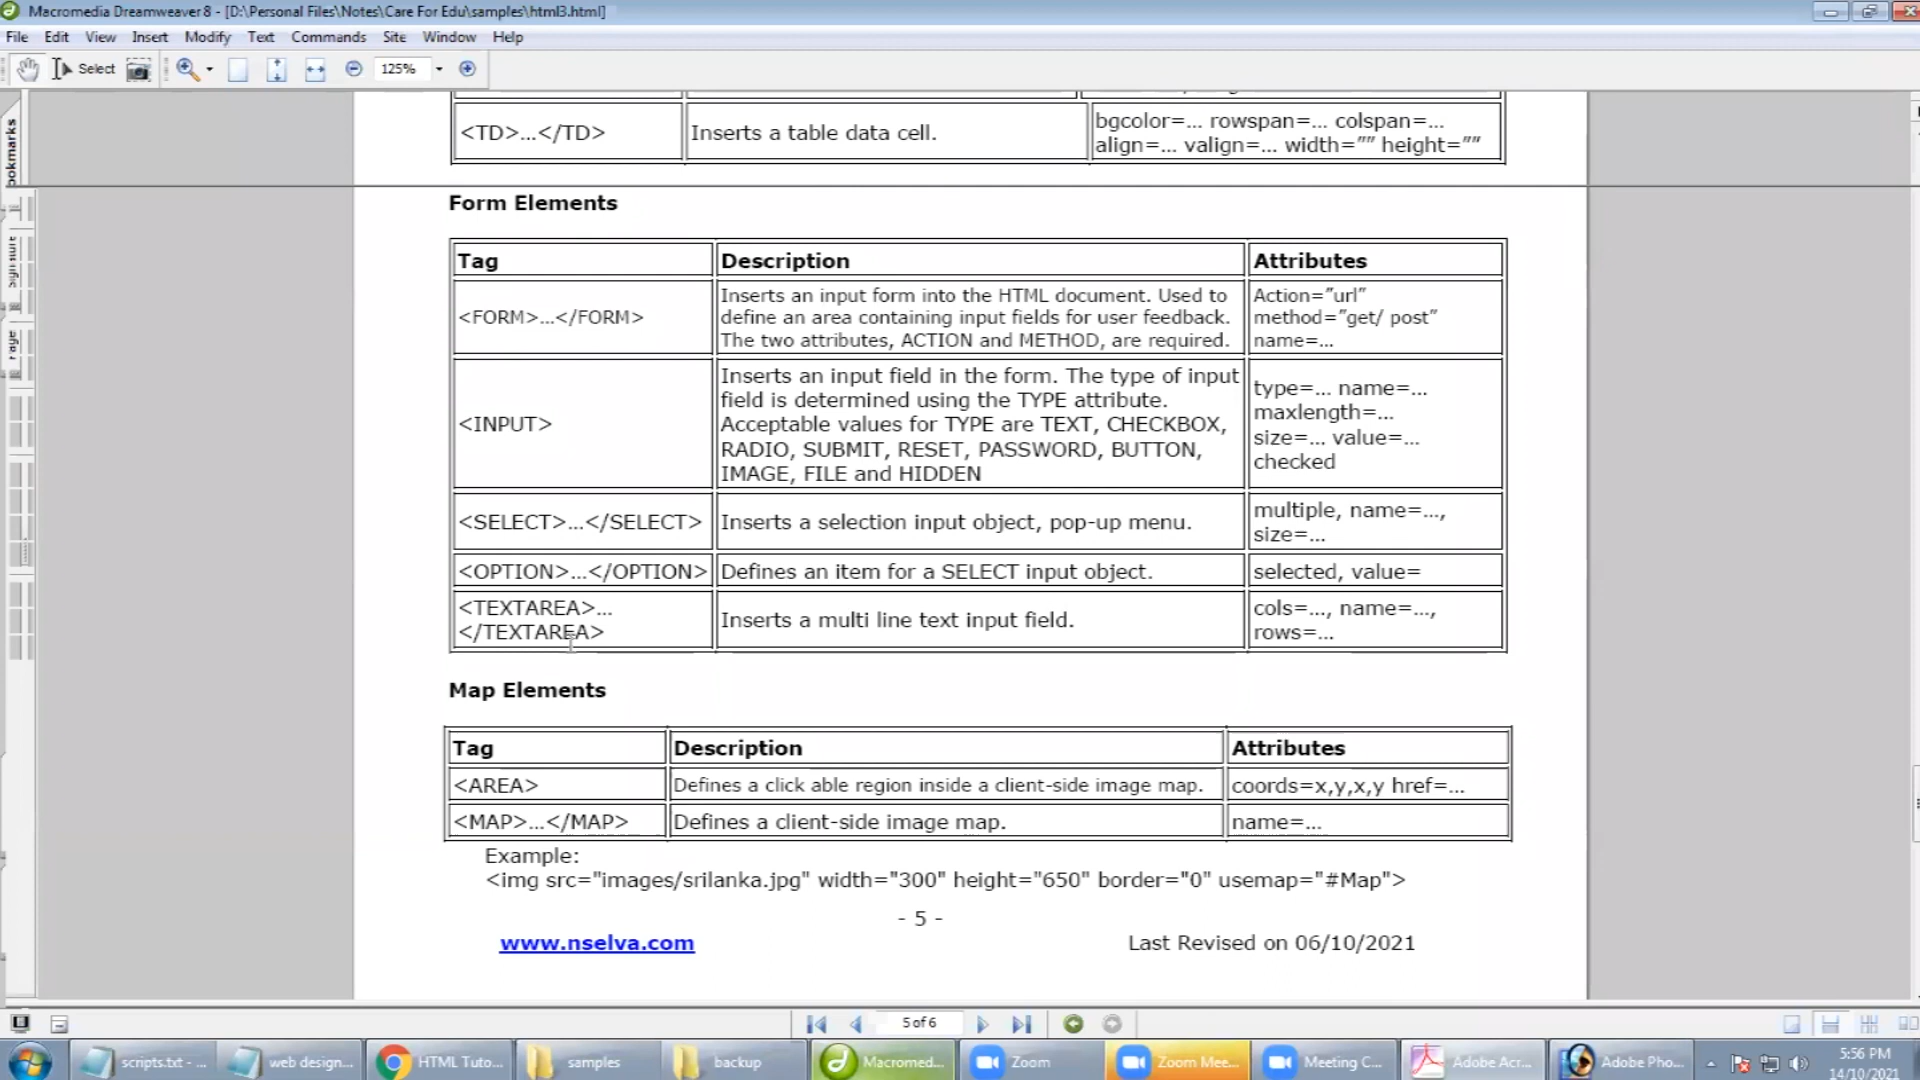 Macromedia Dreamweaver 8 - [D:\Personal Files\Notes\Care For Edu\samples\html3.html]
File Edit View Insert Modify Text Commands Site Window Help
Select 125%
<TD>...</TD> Inserts a table data cell. bgcolor=... rowspan=... colspan=...
align=... valign=... width="" height=""
Form Elements
Tag Description Attributes
<FORM>...</FORM> Inserts an input form into the HTML document. Used to
define an area containing input fields for user feedback.
The two attributes, ACTION and METHOD, are required.
Action="url"
method="get/ post"
name=...
<INPUT> Inserts an input field in the form. The type of input
field is determined using the TYPE attribute.
Acceptable values for TYPE are TEXT, CHECKBOX,
RADIO, SUBMIT, RESET, PASSWORD, BUTTON,
IMAGE, FILE and HIDDEN
type=... name=...
maxlength=...
size=... value=...
checked
<SELECT>...</SELECT> Inserts a selection input object, pop-up menu.
multiple, name=...,
size=...
<OPTION>...</OPTION> Defines an item for a SELECT input object. selected, value=
<TEXTAREA>...
</TEXTAREA>
Inserts a multi line text input field.
cols=..., name=...,
rows=...
Map Elements
Tag Description Attributes
<AREA> Defines a click able region inside a client-side image map. coords=x,y,x,y href=...
<MAP>...</MAP> Defines a client-side image map. name=...
Example:
<img src="images/srilanka.jpg" width="300" height="650" border="0" usemap="#Map">
- 5 -
www.nselva.com Last Revised on 06/10/2021
5 of 6
scripts.txt - ... web design... HTML Tuto... samples backup Macromed... Zoom Zoom Mee... Meeting C... Adobe Acr... Adobe Pho... 5:56 PM
14/10/2021